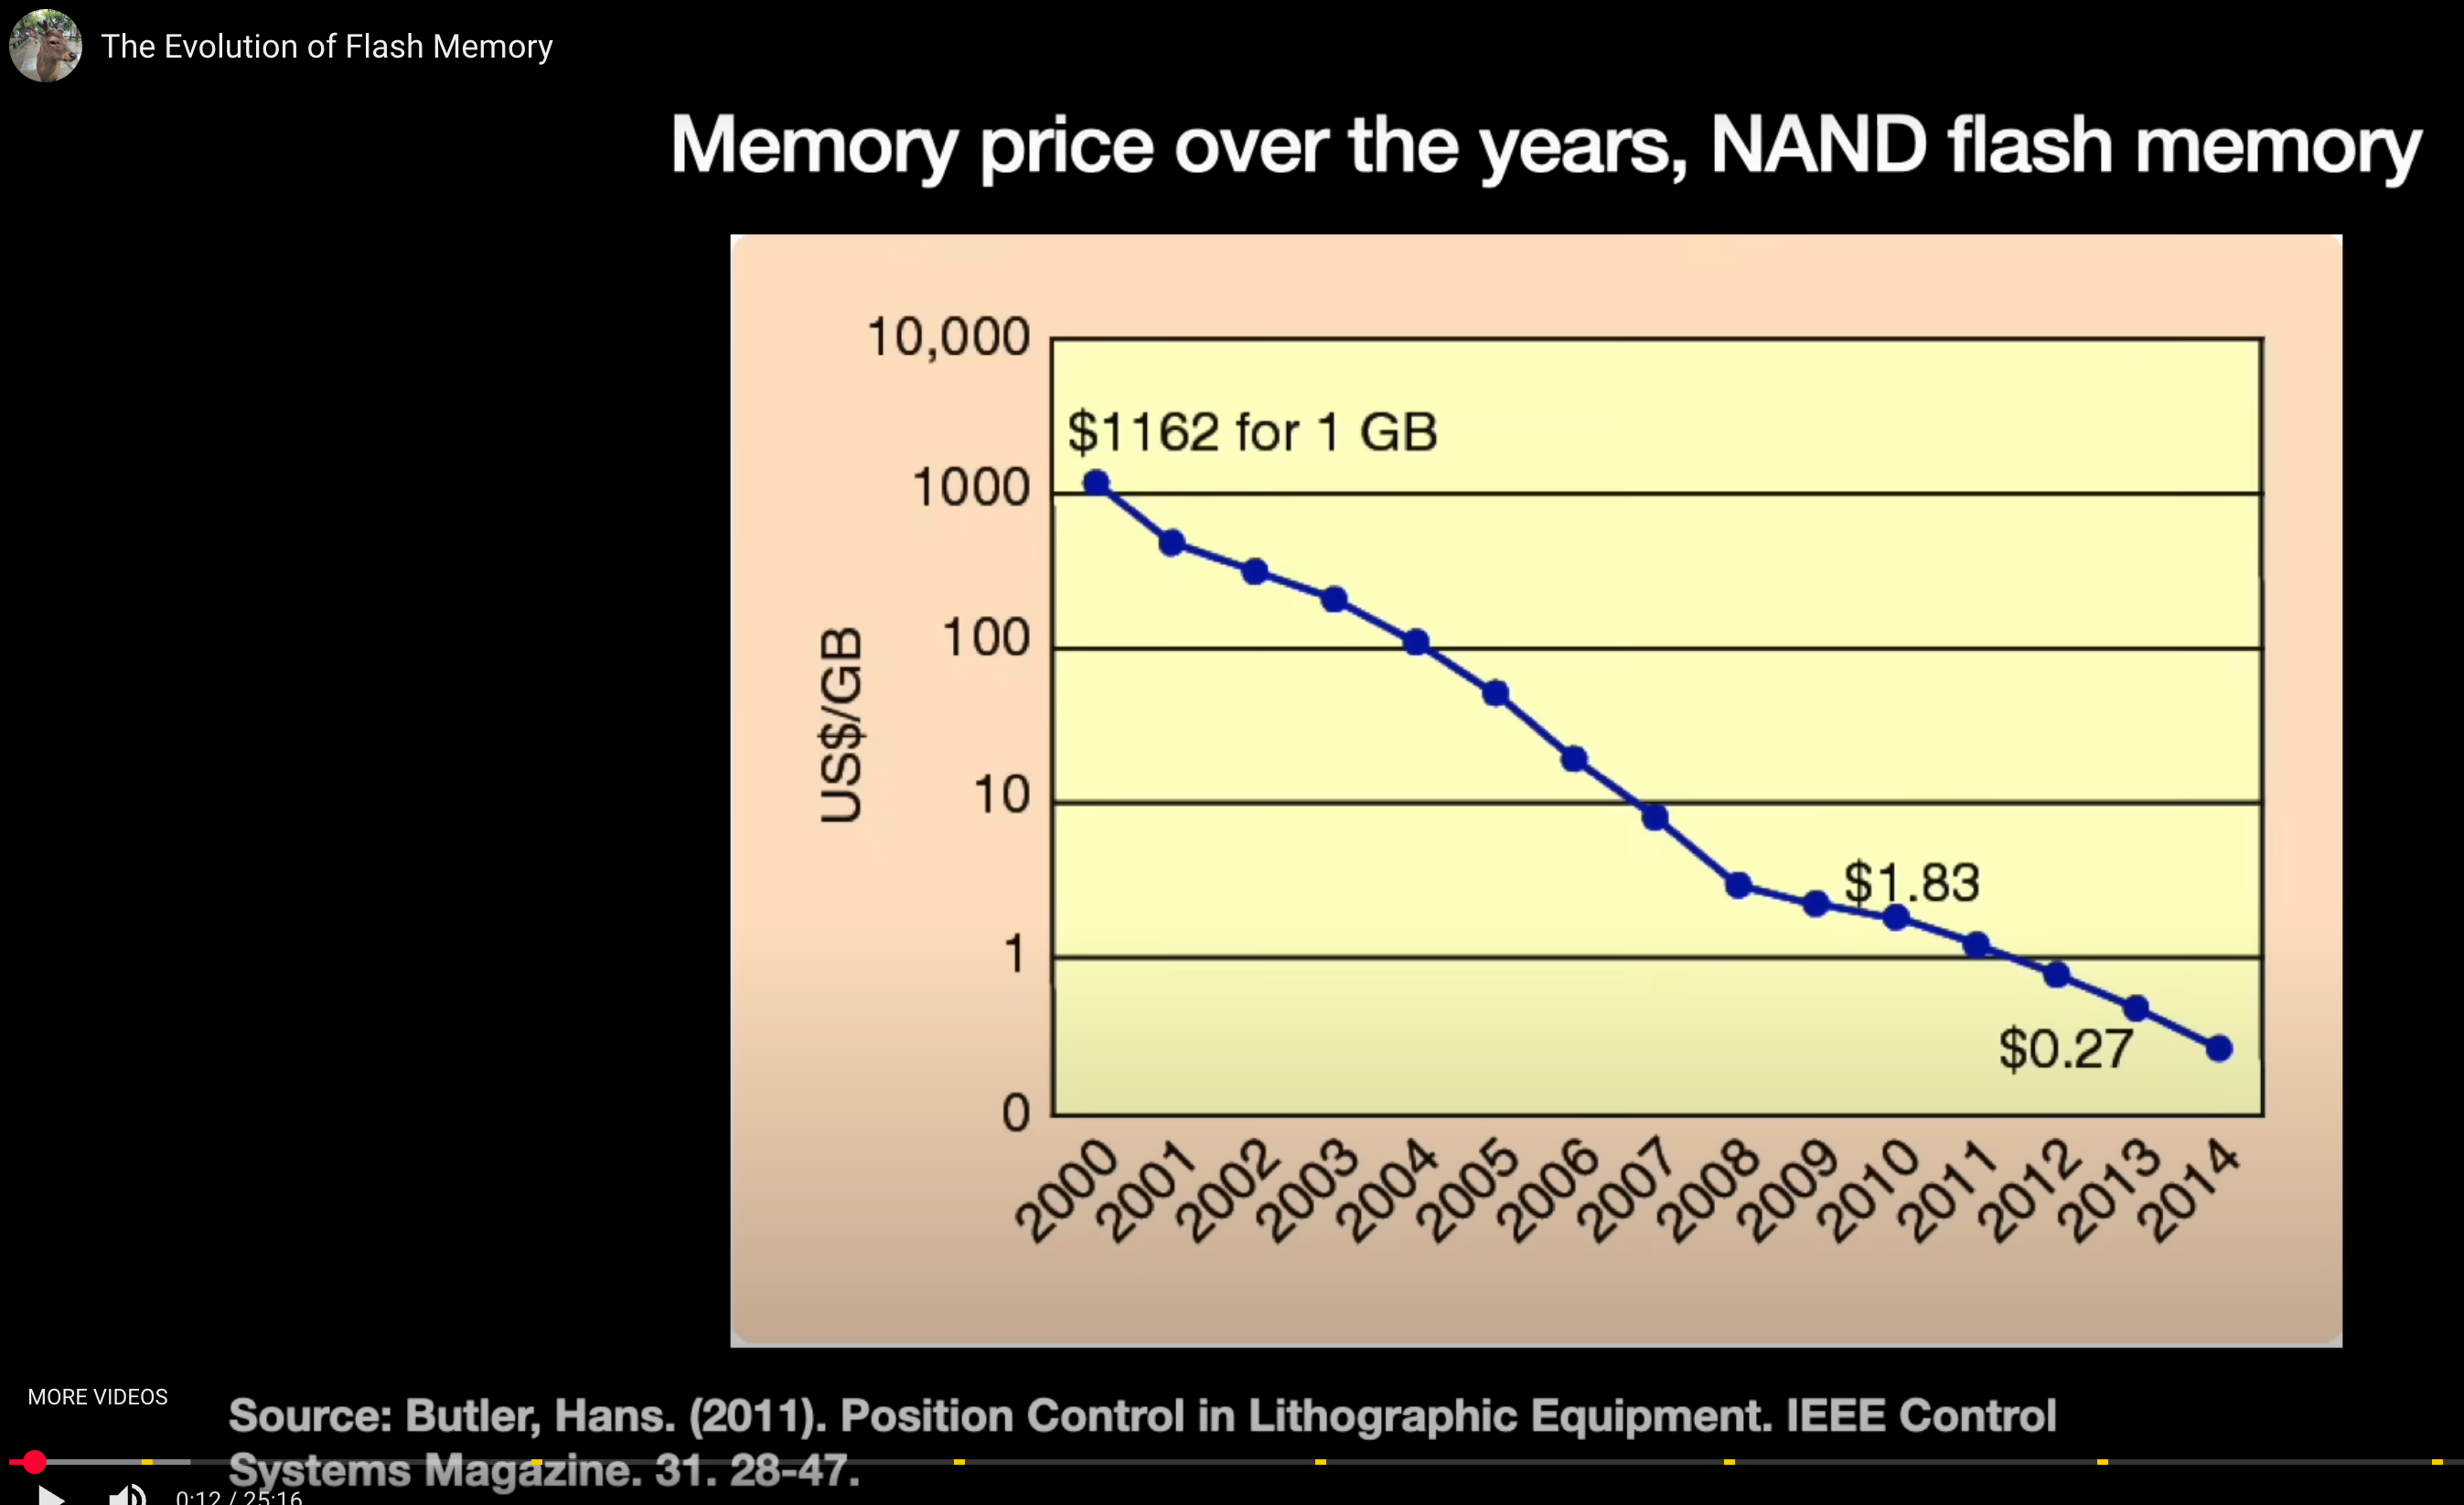 The Evolution of Flash Memory
Memory price over the years, NAND flash memory
10,000
$1162 for 1 GB
1000
100
US$/GB
10
$1.83
1
$0.27
0
2000 2001 2002 2003 2004 2005 2006 2007 2008 2009 2010 2011 2012 2013 2014
MORE VIDEOS
Source: Butler, Hans. (2011). Position Control in Lithographic Equipment. IEEE Control
Systems Magazine. 31. 28-47.
0:12 / 25:16